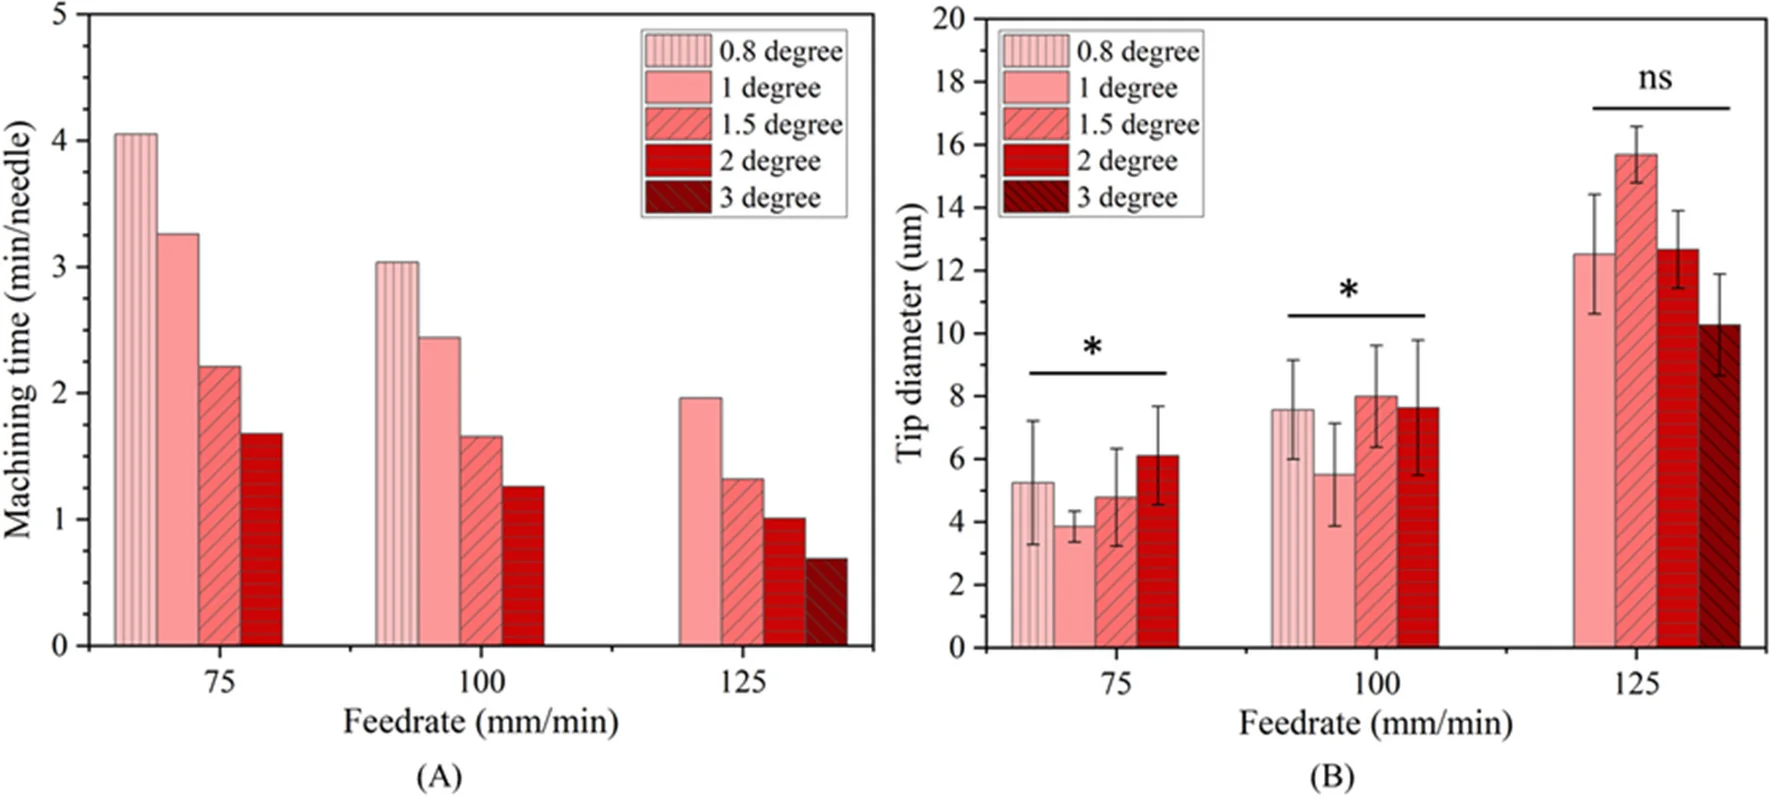 5
4
3
2
1
0
Machining time (min/needle)
0.8 degree
1 degree
1.5 degree
2 degree
3 degree
75
100
125
Feedrate (mm/min)
(A)
20
18
16
14
12
10
8
6
4
2
0
Tip diameter (um)
0.8 degree
1 degree
1.5 degree
2 degree
3 degree
*
*
ns
75
100
125
Feedrate (mm/min)
(B)